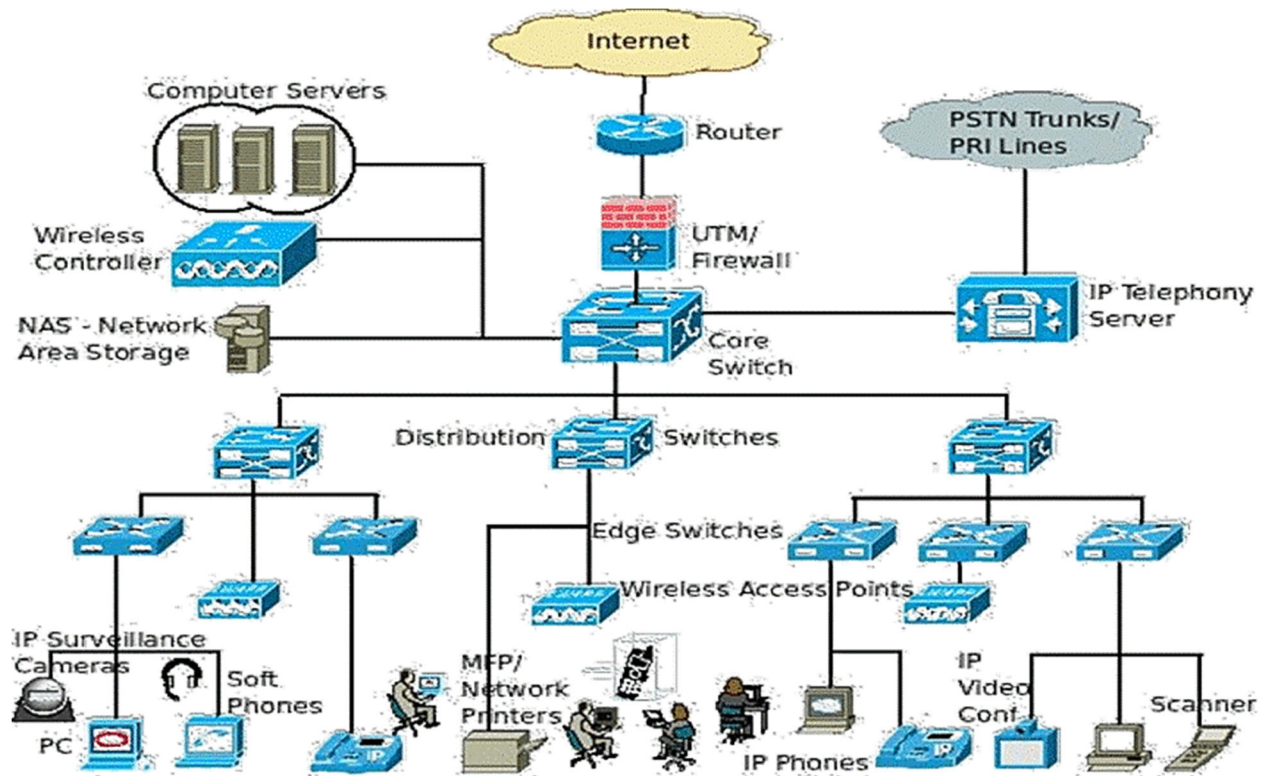 Internet
Computer Servers
Router
PSTN Trunks/
PRI Lines
Wireless
Controller
UTM/
Firewall
IP Telephony
Server
NAS - Network
Area Storage
Core
Switch
Distribution
Switches
Edge Switches
Wireless Access Points
IP Surveillance
Cameras
Soft
Phones
MFP/
Network
Printers
IP
Video
Conf
Scanner
PC
IP
IP Phones